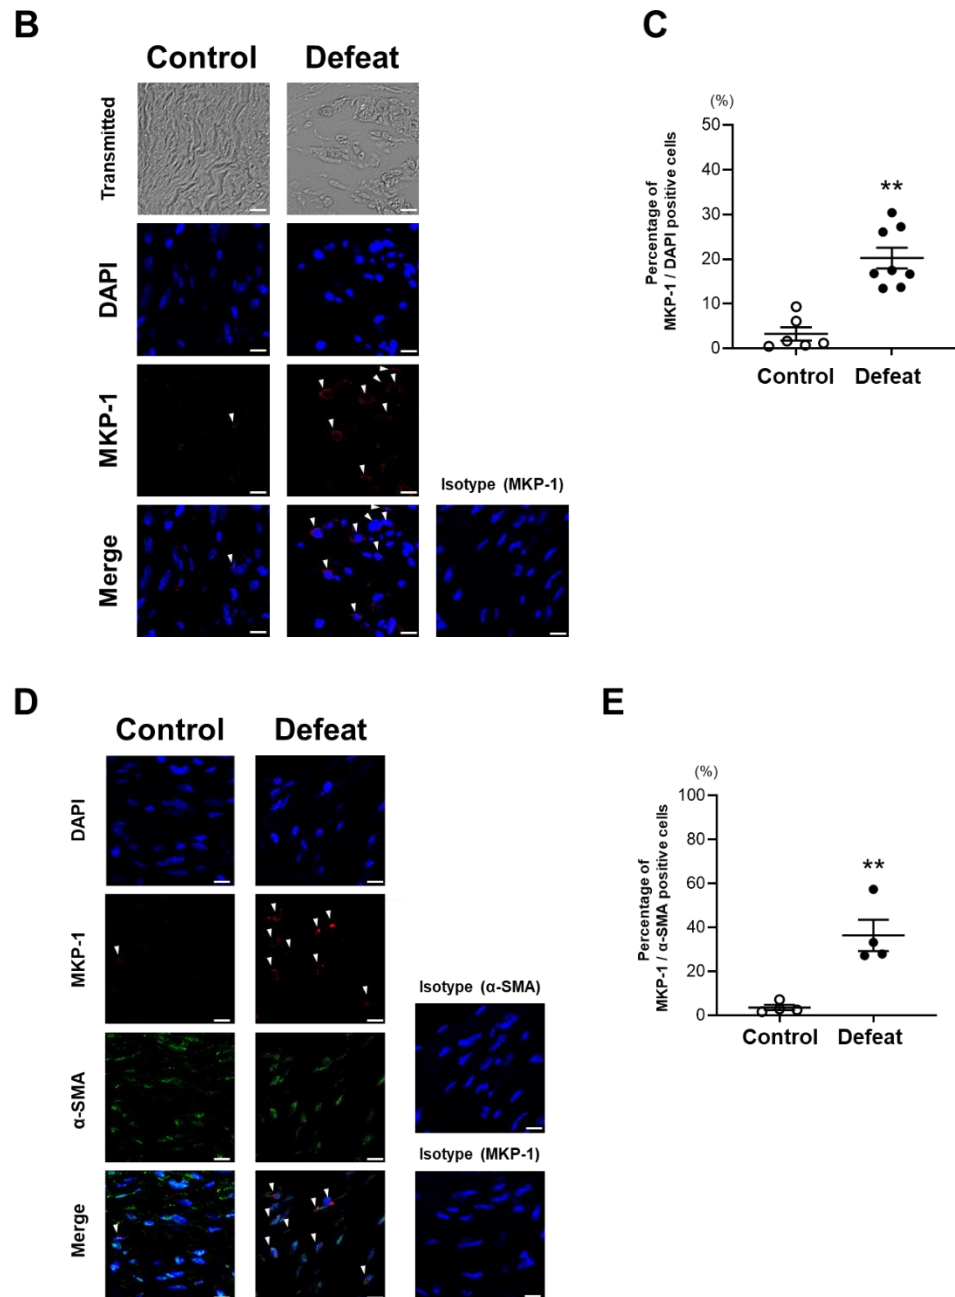 B
Control Defeat
Transmitted
DAPI
MKP-1
Merge
Isotype (MKP-1)
C
(%)
Percentage of
MKP-1 / DAPI positive cells
50
40
30
20
10
0
**
Control Defeat
D
Control Defeat
DAPI
MKP-1
α-SMA
Merge
Isotype (α-SMA)
Isotype (MKP-1)
E
(%)
Percentage of
MKP-1 / α-SMA positive cells
100
80
60
40
20
0
**
Control Defeat